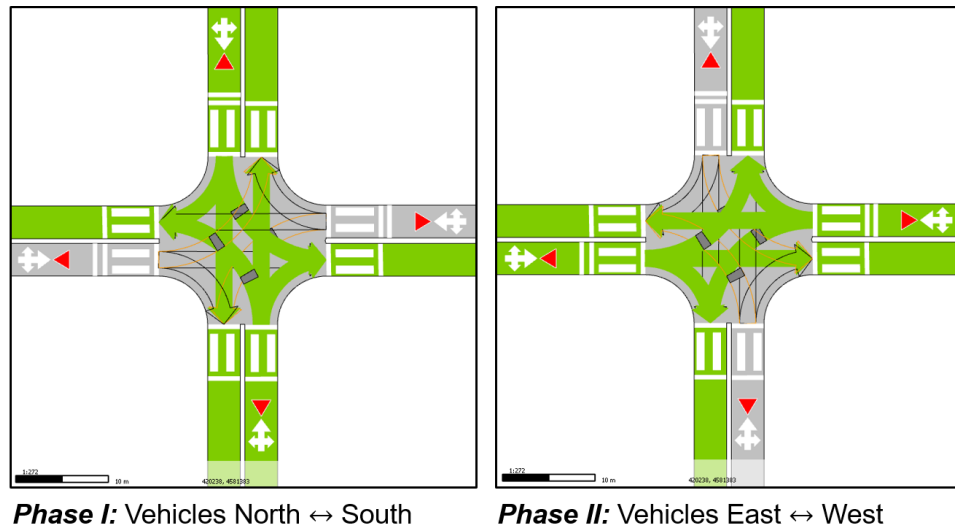 1:272
10 m
420238, 4581383
1:272
10 m
420238, 4581383
Phase I: Vehicles North ↔ South
Phase II: Vehicles East ↔ West